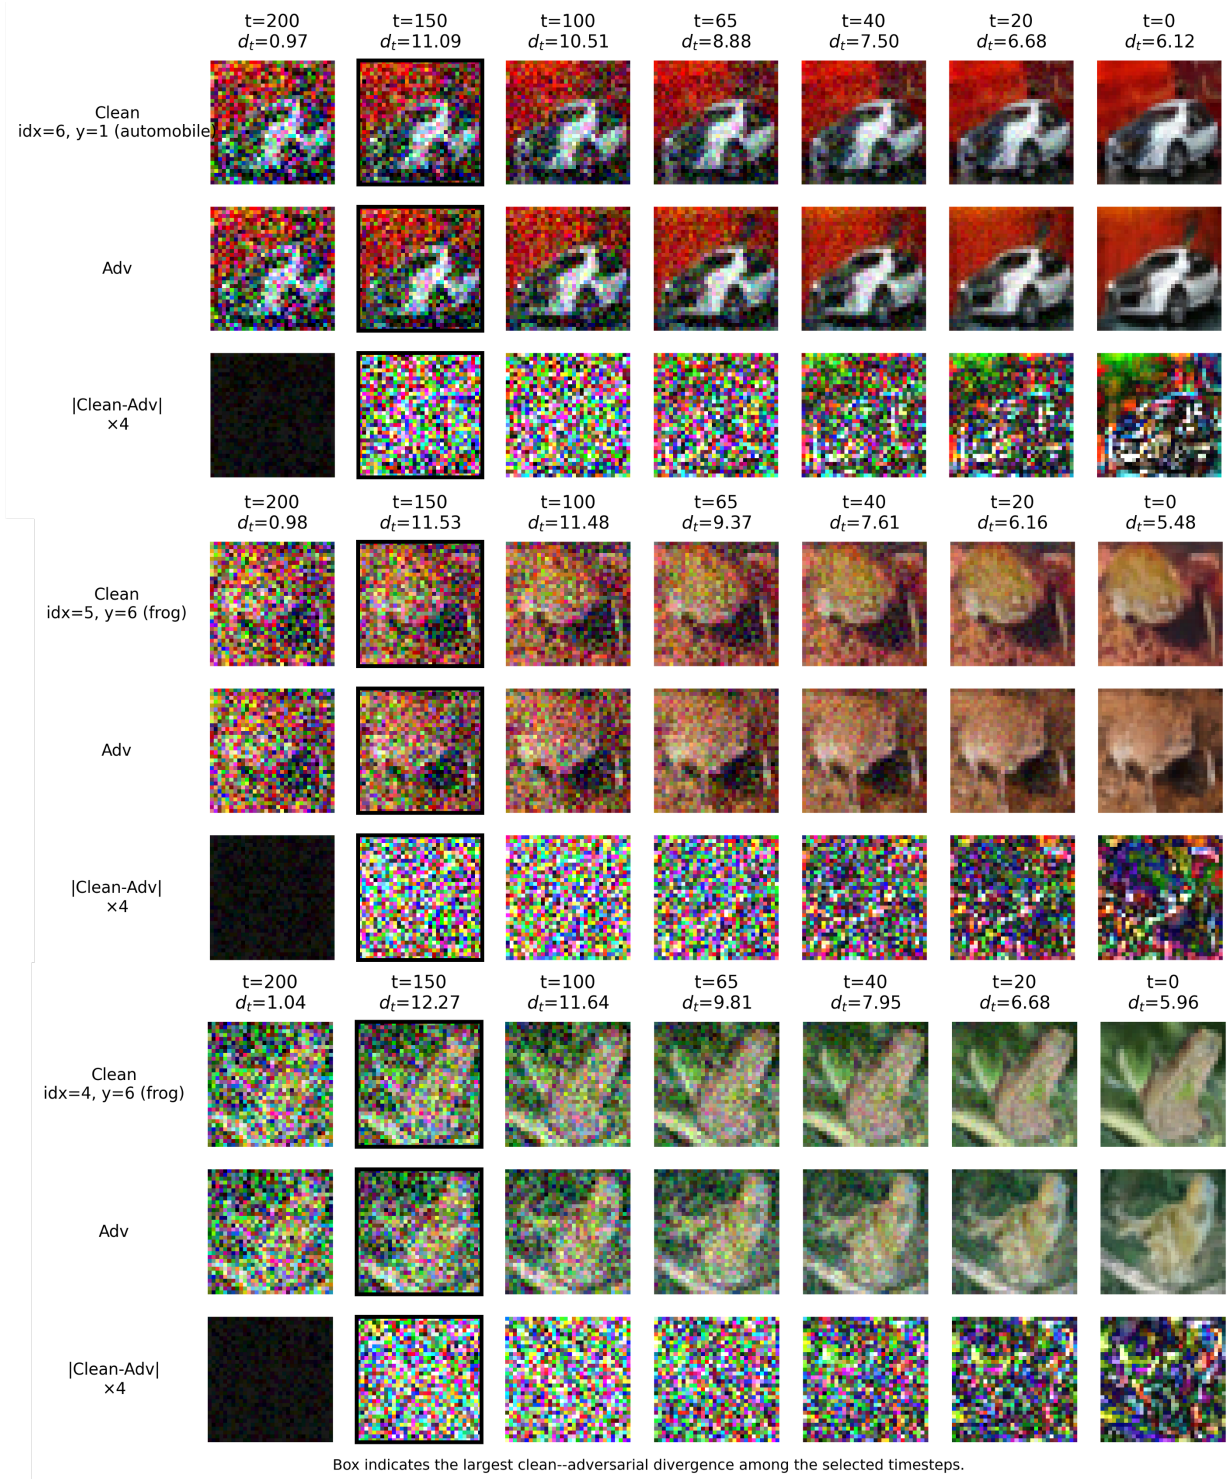 t=200 t=150 t=100 t=65 t=40 t=20 t=0
d_t=0.97 d_t=11.09 d_t=10.51 d_t=8.88 d_t=7.50 d_t=6.68 d_t=6.12
Clean
idx=6, y=1 (automobile)
Adv
|Clean-Adv|
×4
t=200 t=150 t=100 t=65 t=40 t=20 t=0
d_t=0.98 d_t=11.53 d_t=11.48 d_t=9.37 d_t=7.61 d_t=6.16 d_t=5.48
Clean
idx=5, y=6 (frog)
Adv
|Clean-Adv|
×4
t=200 t=150 t=100 t=65 t=40 t=20 t=0
d_t=1.04 d_t=12.27 d_t=11.64 d_t=9.81 d_t=7.95 d_t=6.68 d_t=5.96
Clean
idx=4, y=6 (frog)
Adv
|Clean-Adv|
×4
Box indicates the largest clean--adversarial divergence among the selected timesteps.